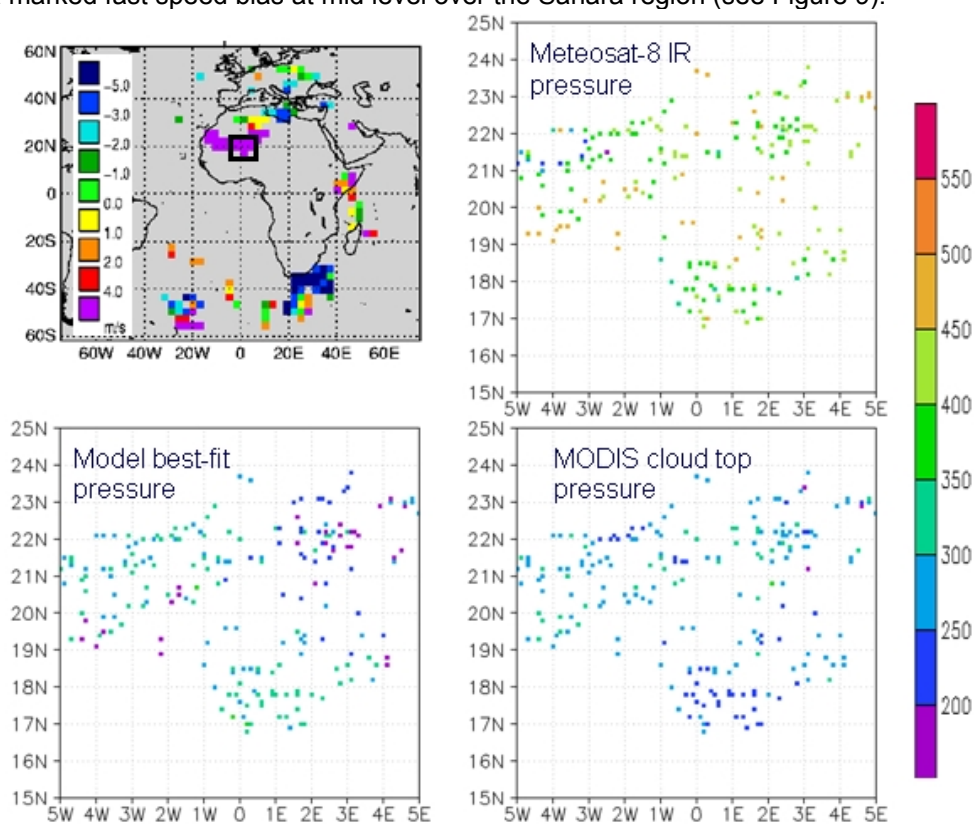 marked fast speed bias at mid level over the Sahara region (see Figure 9).
60N
40N
20N
0
20S
40S
60S
60W 40W 20W 0 20E 40E 60E
-5.0
-3.0
-2.0
-1.0
0.0
1.0
2.0
4.0
m/s
Meteosat-8 IR
pressure
25N
24N
23N
22N
21N
20N
19N
18N
17N
16N
15N
5W 4W 3W 2W 1W 0 1E 2E 3E 4E 5E
Model best-fit
pressure
25N
24N
23N
22N
21N
20N
19N
18N
17N
16N
15N
5W 4W 3W 2W 1W 0 1E 2E 3E 4E 5E
MODIS cloud top
pressure
25N
24N
23N
22N
21N
20N
19N
18N
17N
16N
15N
5W 4W 3W 2W 1W 0 1E 2E 3E 4E 5E
550
500
450
400
350
300
250
200